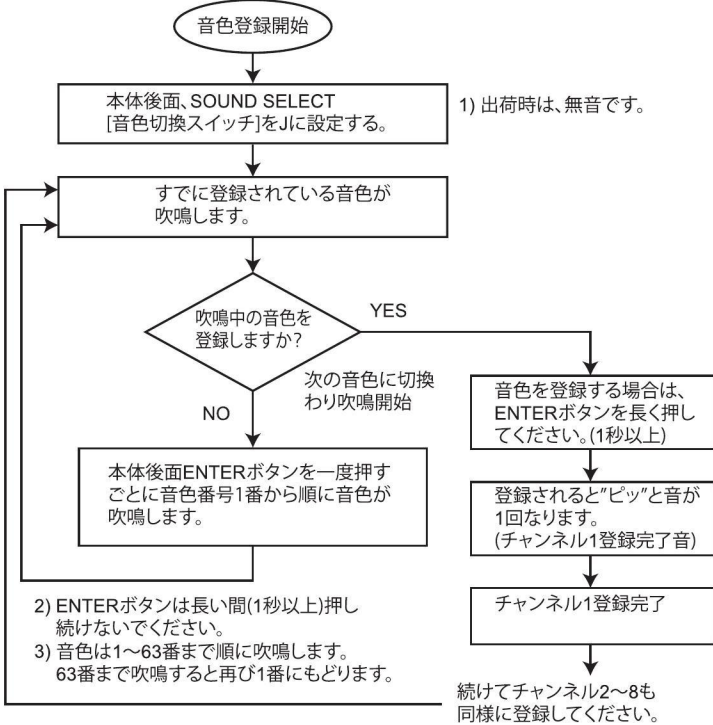 音色登録開始
本体後面、SOUND SELECT
[音色切換スイッチ]をJに設定する。
1) 出荷時は、無音です。
すでに登録されている音色が
吹鳴します。
吹鳴中の音色を
登録しますか?
YES
次の音色に切換
わり吹鳴開始
NO
本体後面ENTERボタンを一度押す
ごとに音色番号1番から順に音色が
吹鳴します。
2) ENTERボタンは長い間(1秒以上)押し
続けないでください。
3) 音色は1〜63番まで順に吹鳴します。
63番まで吹鳴すると再び1番にもどります。
音色を登録する場合は、
ENTERボタンを長く押し
てください。(1秒以上)
登録されると”ピッ”と音が
1回なります。
(チャンネル1登録完了音)
チャンネル1登録完了
続けてチャンネル2〜8も
同様に登録してください。